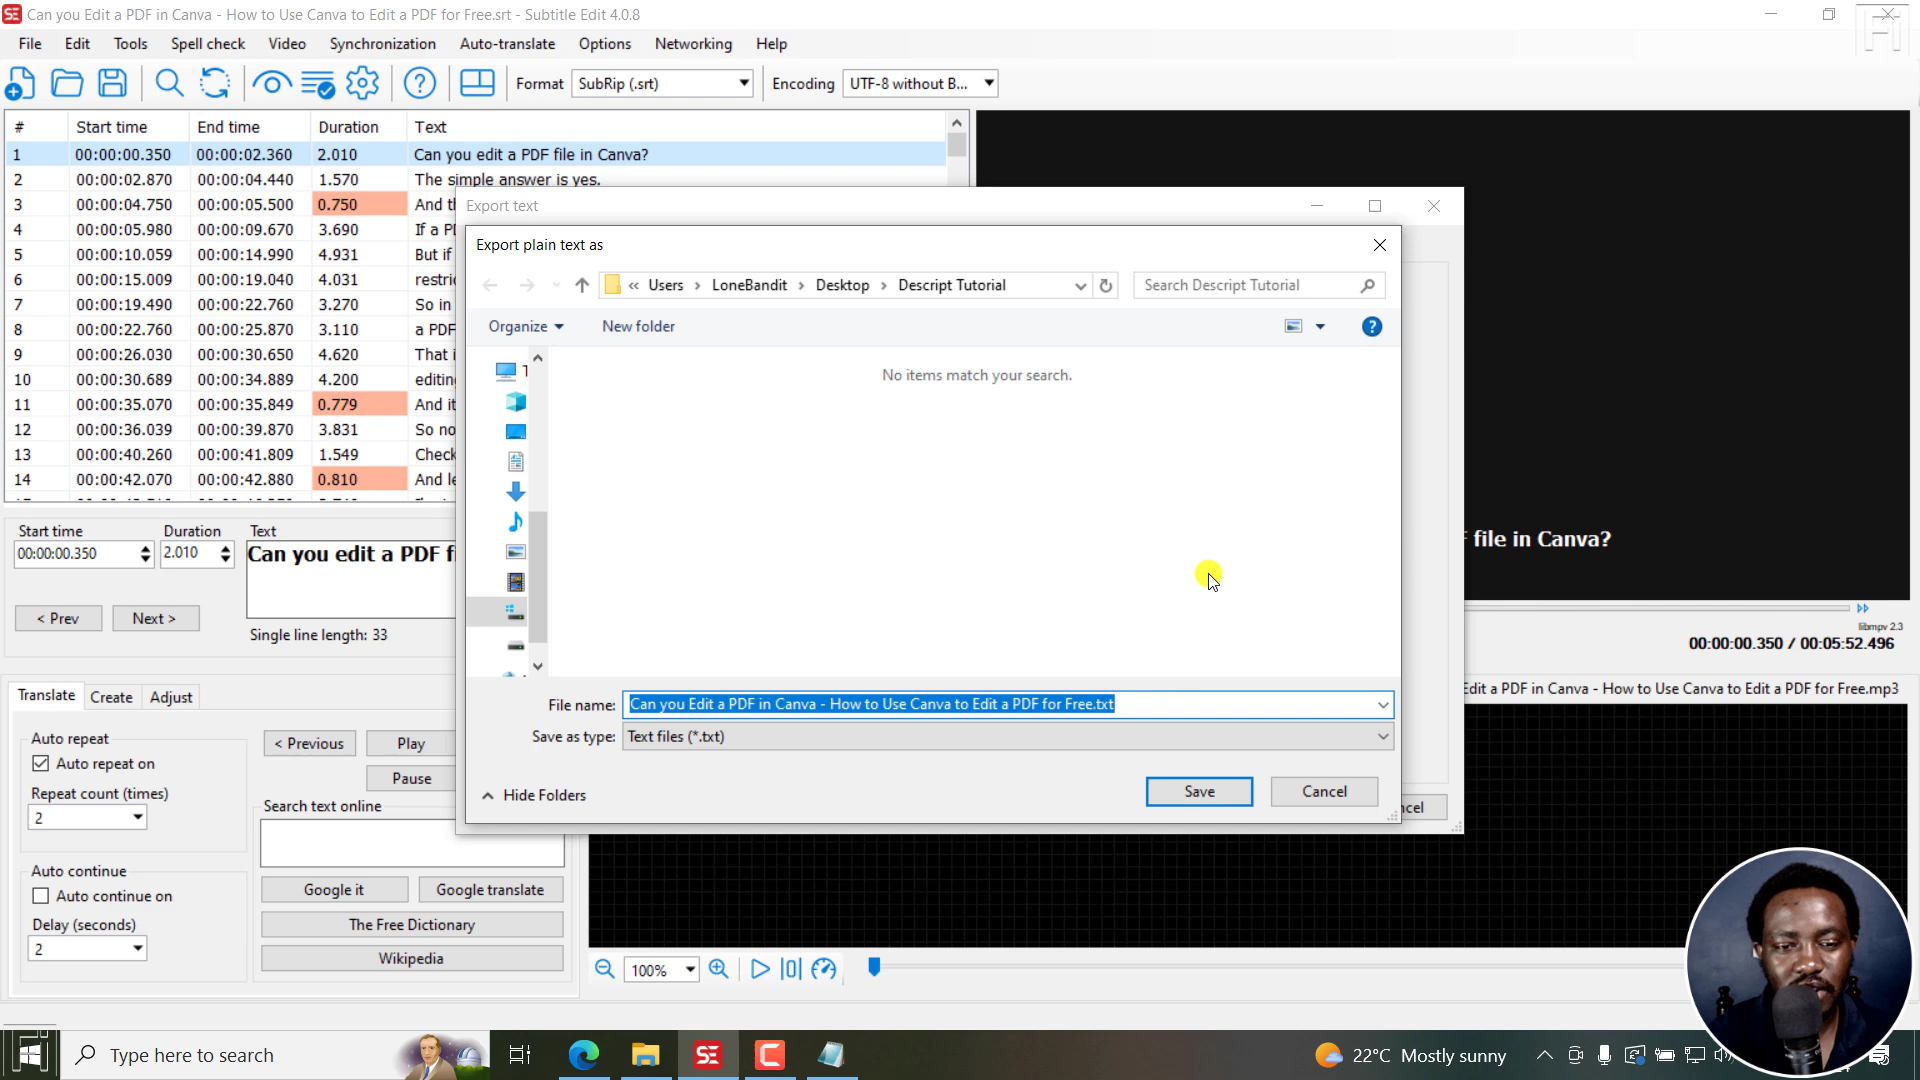 Can you Edit a PDF in Canva - How to Use Canva to Edit a PDF for Free.srt - Subtitle Edit 4.0.8
File Edit Tools Spell check Video Synchronization Auto-translate Options Networking Help
Format SubRip (.srt) Encoding UTF-8 without B...
# Start time End time Duration Text
1 00:00:00.350 00:00:02.360 2.010 Can you edit a PDF file in Canva?
2 00:00:02.870 00:00:04.440 1.570 The simple answer is yes.
3 00:00:04.750 00:00:05.500 0.750 And
4 00:00:05.980 00:00:09.670 3.690 If a
5 00:00:10.059 00:00:14.990 4.931 But if
6 00:00:15.009 00:00:19.040 4.031
7 00:00:19.490 00:00:22.760 3.270 So in
8 00:00:22.760 00:00:25.870 3.110 a PDF
9 00:00:26.030 00:00:30.650 4.620 That
10 00:00:30.689 00:00:34.889 4.200
11 00:00:35.070 00:00:35.849 0.779 And
12 00:00:36.039 00:00:39.870 3.831 So
13 00:00:40.260 00:00:41.809 1.549 Check
14 00:00:42.070 00:00:42.880 0.810 And
Export text
Export plain text as
« Users › LoneBandit › Desktop › Descript Tutorial
Search Descript Tutorial
Organize New folder
No items match your search.
File name: Can you Edit a PDF in Canva - How to Use Canva to Edit a PDF for Free.txt
Save as type: Text files (*.txt)
Hide Folders Save Cancel
ncel
file in Canva?
libmpv 2.3
00:00:00.350 / 00:05:52.496
Edit a PDF in Canva - How to Use Canva to Edit a PDF for Free.mp3
Start time Duration Text
00:00:00.350 2.010 Can you edit a PDF f
< Prev Next >
Single line length: 33
Translate Create Adjust
Auto repeat
Auto repeat on
Repeat count (times)
2
Auto continue
Auto continue on
Delay (seconds)
2
< Previous Play
Pause
Search text online
Google it Google translate
The Free Dictionary
Wikipedia
100%
Type here to search
22°C Mostly sunny